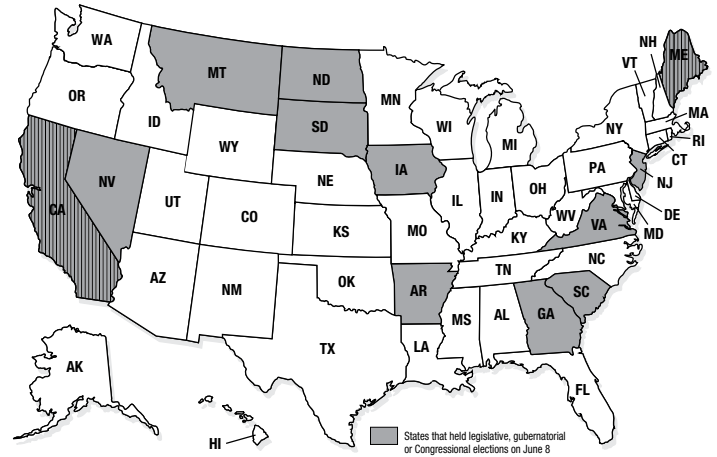 WA
MT
ND
MN
VT
NH
ME
OR
ID
SD
WI
MI
NY
MA
RI
CT
WY
IA
PA
NJ
NV
NE
OH
DE
MD
CA
UT
CO
IL
IN
WV
VA
KS
MO
KY
NC
AZ
NM
OK
AR
TN
SC
MS
AL
GA
TX
LA
AK
FL
HI
States that held legislative, gubernatorial
or Congressional elections on June 8